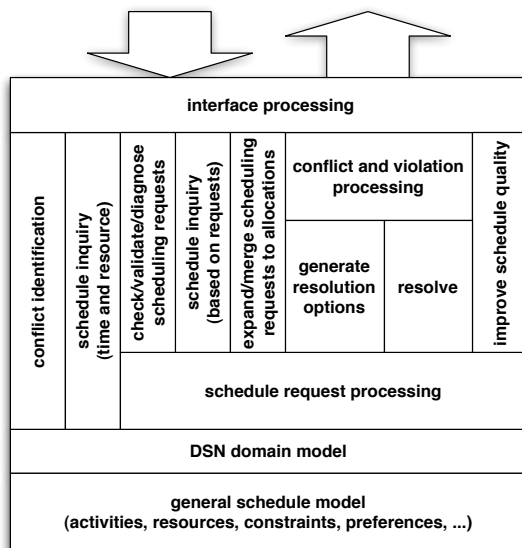 interface processing
conflict identification
schedule inquiry
(time and resource)
check/validate/diagnose
scheduling requests
schedule inquiry
(based on requests)
expand/merge scheduling
requests to allocations
conflict and violation
processing
generate
resolution
options
resolve
improve schedule quality
schedule request processing
DSN domain model
general schedule model
(activities, resources, constraints, preferences, ...)